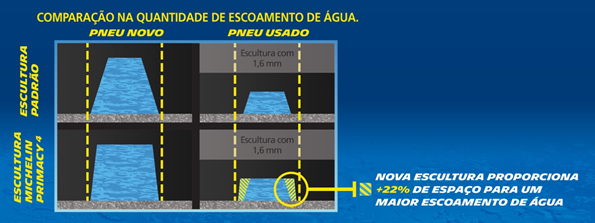 COMPARAÇÃO NA QUANTIDADE DE ESCOAMENTO DE ÁGUA.
PNEU NOVO
PNEU USADO
ESCULTURA
PADRÃO
Escultura com
1,6 mm
ESCULTURA
MICHELIN
PRIMACY 4
Escultura com
1,6 mm
NOVA ESCULTURA PROPORCIONA
+22% DE ESPAÇO PARA UM
MAIOR ESCOAMENTO DE ÁGUA